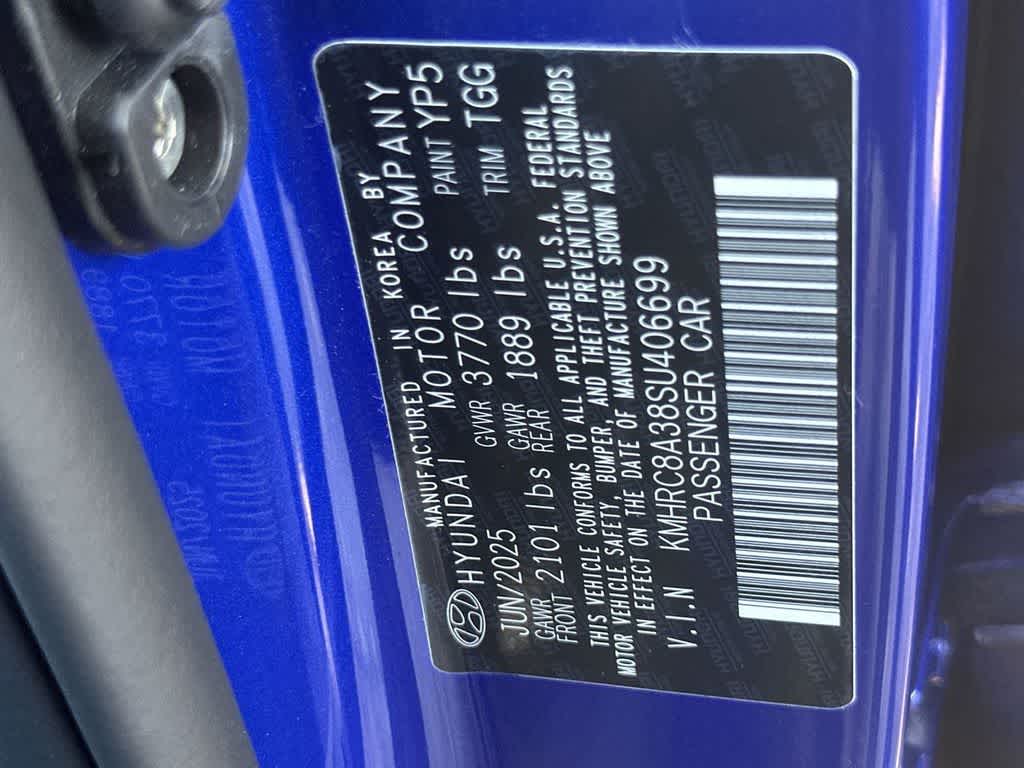 MANUFACTURED IN KOREA BY
HYUNDAI MOTOR COMPANY
JUN/2025 GVWR 3770 lbs PAINT YP5
GAWR FRONT 2101 lbs GAWR REAR 1889 lbs TRIM TGG
THIS VEHICLE CONFORMS TO ALL APPLICABLE U.S.A. FEDERAL
MOTOR VEHICLE SAFETY, BUMPER, AND THEFT PREVENTION STANDARDS
IN EFFECT ON THE DATE OF MANUFACTURE SHOWN ABOVE
V.I.N KMHRC8A38SU406699
PASSENGER CAR